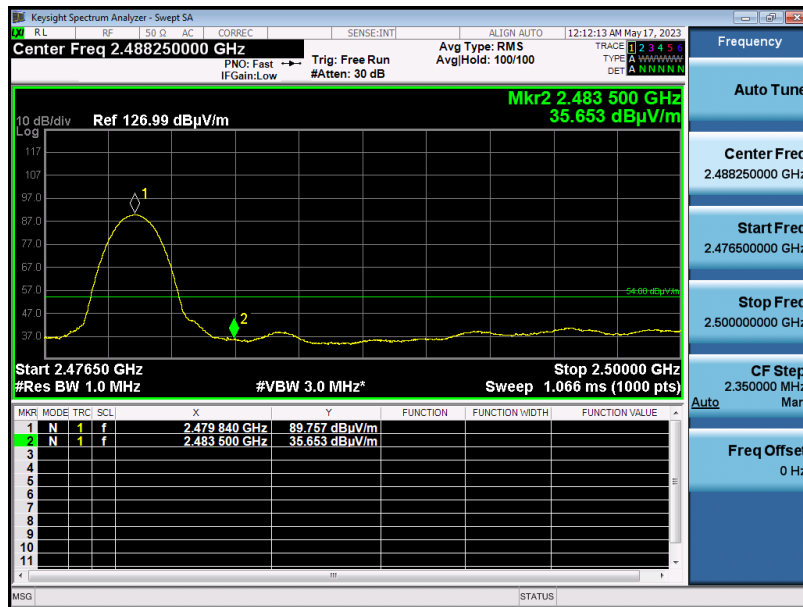 Keysight Spectrum Analyzer - Swept SA
LXI RL RF 50 Ω AC CORREC SENSE:INT ALIGN AUTO 12:12:13 AM May 17, 2023
Center Freq 2.488250000 GHz
PNO: Fast
IFGain:Low
Trig: Free Run
#Atten: 30 dB
Avg Type: RMS
Avg|Hold: 100/100
TRACE 1 2 3 4 5 6
TYPE A WWWWW
DET A N N N N N
Mkr2 2.483 500 GHz
35.653 dBµV/m
10 dB/div Ref 126.99 dBµV/m
Log
117
107
97.0
87.0
77.0
67.0
57.0
47.0
37.0
1
2
54.00 dBµV/m
Start 2.47650 GHz Stop 2.50000 GHz
#Res BW 1.0 MHz #VBW 3.0 MHz* Sweep 1.066 ms (1000 pts)
MKR MODE TRC SCL X Y FUNCTION FUNCTION WIDTH FUNCTION VALUE
1 N 1 f 2.479 840 GHz 89.757 dBµV/m
2 N 1 f 2.483 500 GHz 35.653 dBµV/m
3
4
5
6
7
8
9
10
11
MSG STATUS
Frequency
Auto Tune
Center Freq
2.488250000 GHz
Start Freq
2.476500000 GHz
Stop Freq
2.500000000 GHz
CF Step
2.350000 MHz
Auto Man
Freq Offset
0 Hz